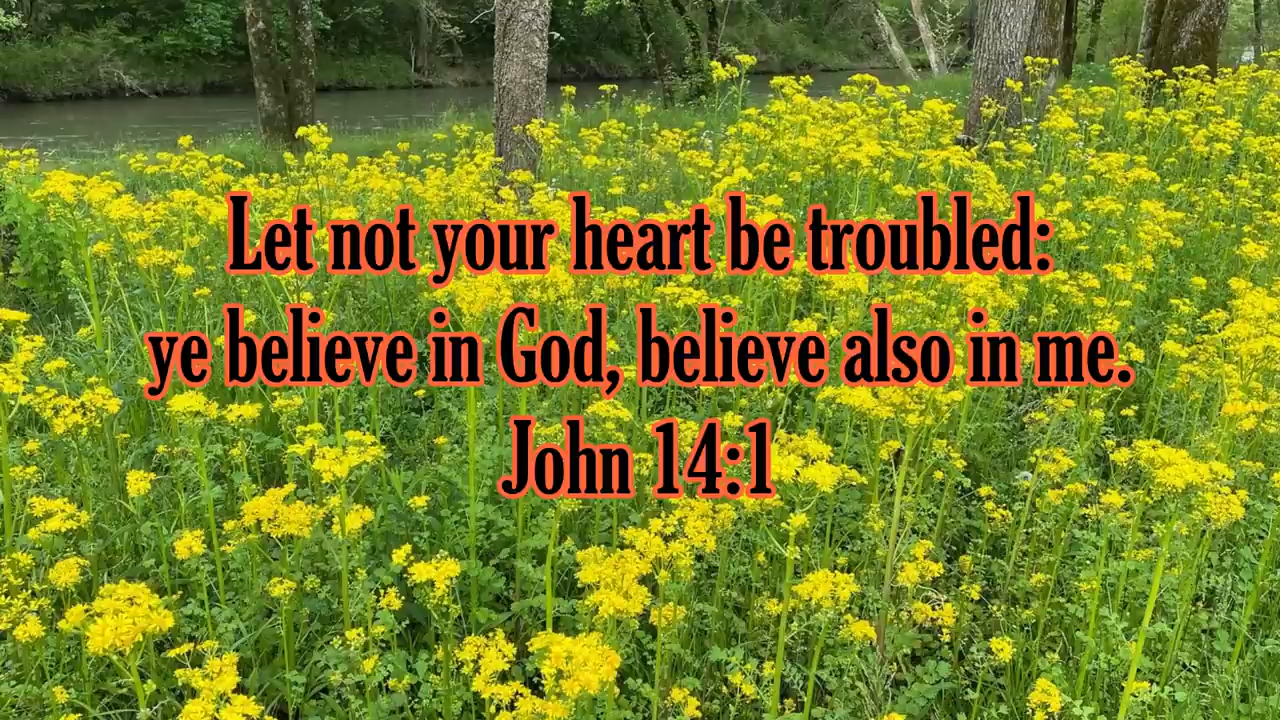 Let not your heart be troubled:
ye believe in God, believe also in me.
John 14:1